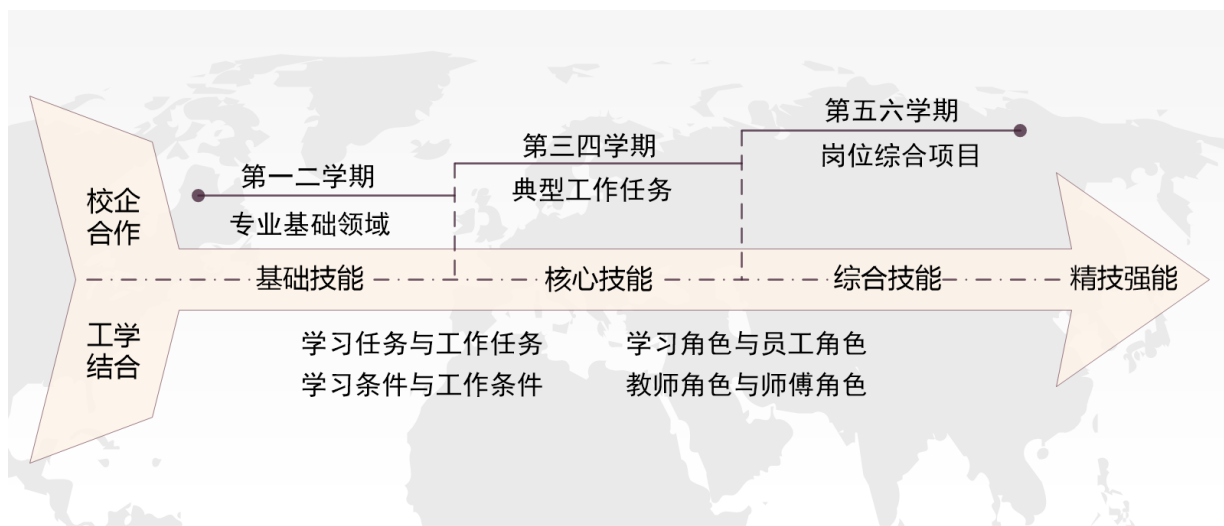 第五六学期
岗位综合项目
第三四学期
典型工作任务
第一二学期
专业基础领域
校企
合作
基础技能
核心技能
综合技能
精技强能
工学
结合
学习任务与工作任务
学习角色与员工角色
学习条件与工作条件
教师角色与师傅角色